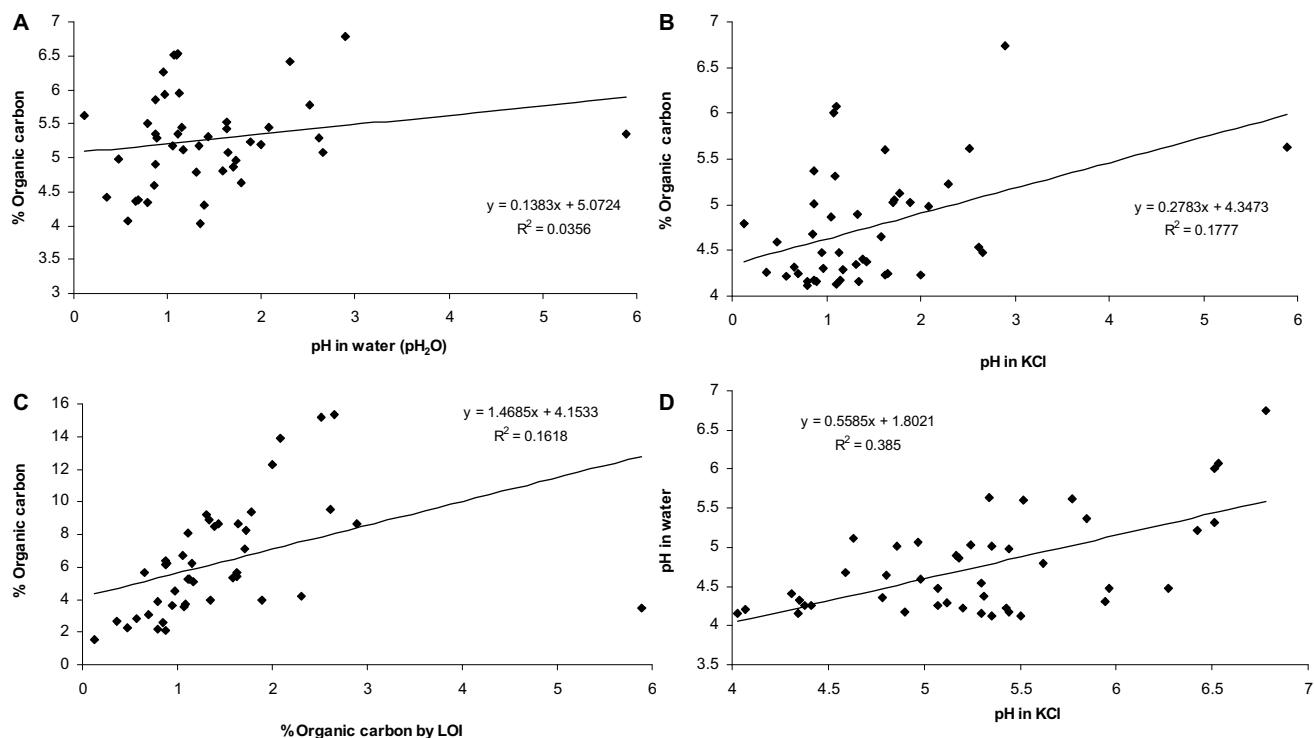 A
7
6.5
6
5.5
5
4.5
4
3.5
3
% Organic carbon
y = 0.1383x + 5.0724
R² = 0.0356
0 1 2 3 4 5 6
pH in water (pH₂O)
B
7
6.5
6
5.5
5
4.5
4
% Organic carbon
y = 0.2783x + 4.3473
R² = 0.1777
0 1 2 3 4 5 6
pH in KCl
C
16
14
12
10
8
6
4
2
0
% Organic carbon
y = 1.4685x + 4.1533
R² = 0.1618
0 1 2 3 4 5 6
%Organic carbon by LOI
D
7
6.5
6
5.5
5
4.5
4
3.5
pH in water
y = 0.5585x + 1.8021
R² = 0.385
4 4.5 5 5.5 6 6.5 7
pH in KCl